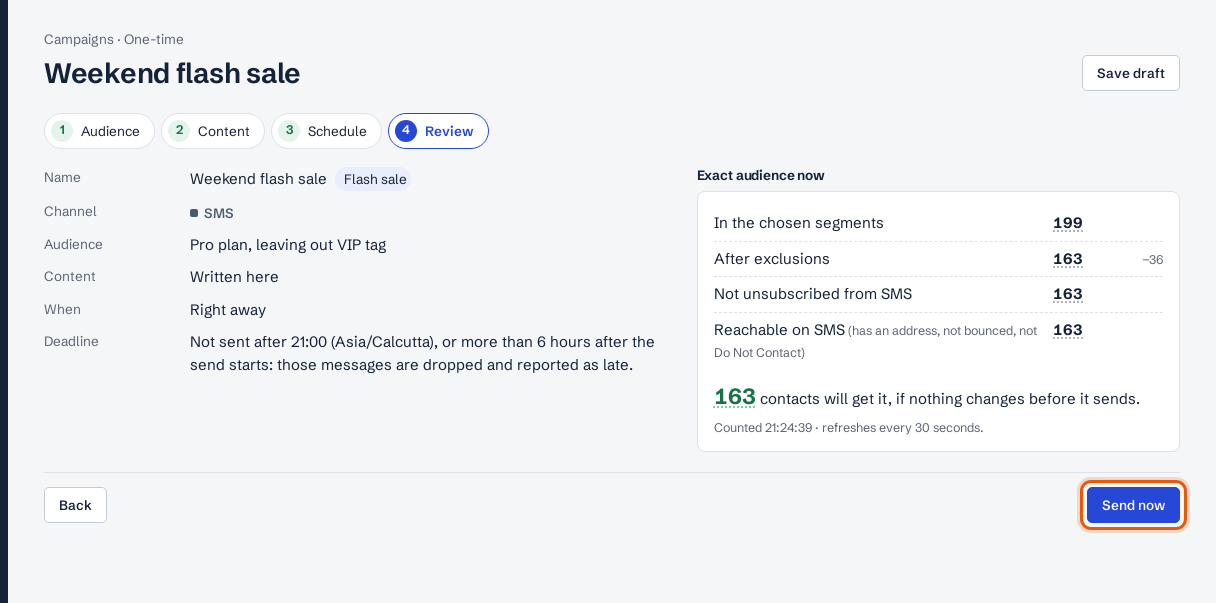 Campaigns · One-time
Weekend flash sale
Save draft
1 Audience
2 Content
3 Schedule
4 Review
Name
Weekend flash sale Flash sale
Channel
SMS
Audience
Pro plan, leaving out VIP tag
Content
Written here
When
Right away
Deadline
Not sent after 21:00 (Asia/Calcutta), or more than 6 hours after the
send starts: those messages are dropped and reported as late.
Exact audience now
In the chosen segments 199
After exclusions 163 −36
Not unsubscribed from SMS 163
Reachable on SMS (has an address, not bounced, not 163
Do Not Contact)
163 contacts will get it, if nothing changes before it sends.
Counted 21:24:39 · refreshes every 30 seconds.
Back
Send now